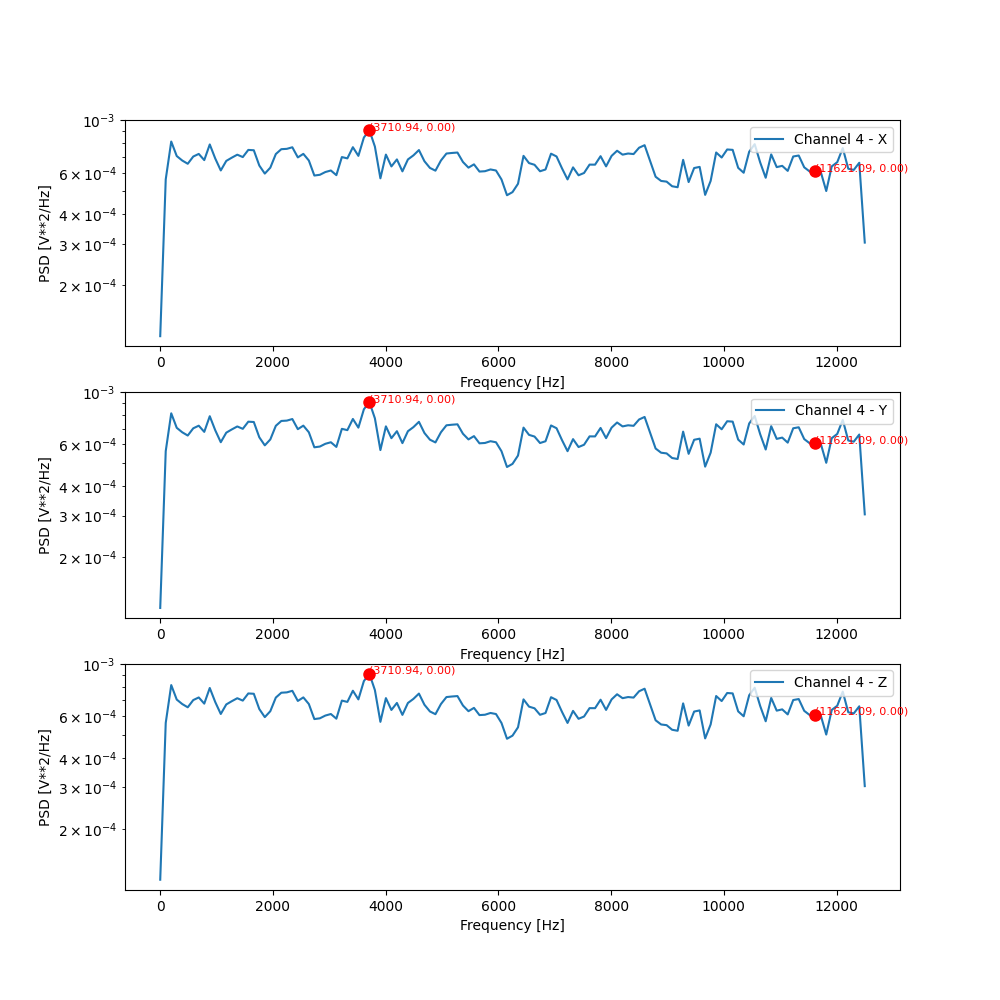 10⁻³
6 × 10⁻⁴
4 × 10⁻⁴
3 × 10⁻⁴
2 × 10⁻⁴
PSD [V**2/Hz]
(3710.94, 0.00)
Channel 4 - X
(11621.09, 0.00)
0 2000 4000 6000 8000 10000 12000
Frequency [Hz]
10⁻³
6 × 10⁻⁴
4 × 10⁻⁴
3 × 10⁻⁴
2 × 10⁻⁴
PSD [V**2/Hz]
(3710.94, 0.00)
Channel 4 - Y
(11621.09, 0.00)
0 2000 4000 6000 8000 10000 12000
Frequency [Hz]
10⁻³
6 × 10⁻⁴
4 × 10⁻⁴
3 × 10⁻⁴
2 × 10⁻⁴
PSD [V**2/Hz]
(3710.94, 0.00)
Channel 4 - Z
(11621.09, 0.00)
0 2000 4000 6000 8000 10000 12000
Frequency [Hz]